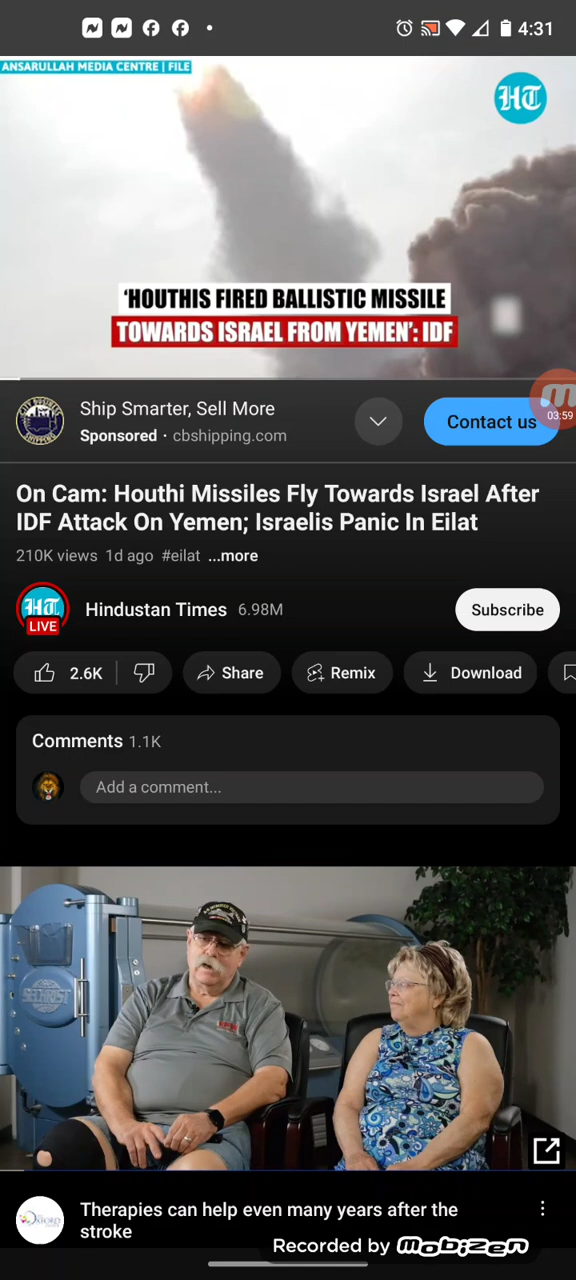 4:31
ANSARULLAH MEDIA CENTRE | FILE
HT
'HOUTHIS FIRED BALLISTIC MISSILE
TOWARDS ISRAEL FROM YEMEN': IDF
Ship Smarter, Sell More
Sponsored · cbshipping.com
Contact us
03:59
On Cam: Houthi Missiles Fly Towards Israel After
IDF Attack On Yemen; Israelis Panic In Eilat
210K views 1d ago #eilat ...more
HT
LIVE
Hindustan Times 6.98M
Subscribe
2.6K
Share
Remix
Download
Comments 1.1K
Add a comment...
SECHRIST
Therapies can help even many years after the
stroke
Recorded by mobizen